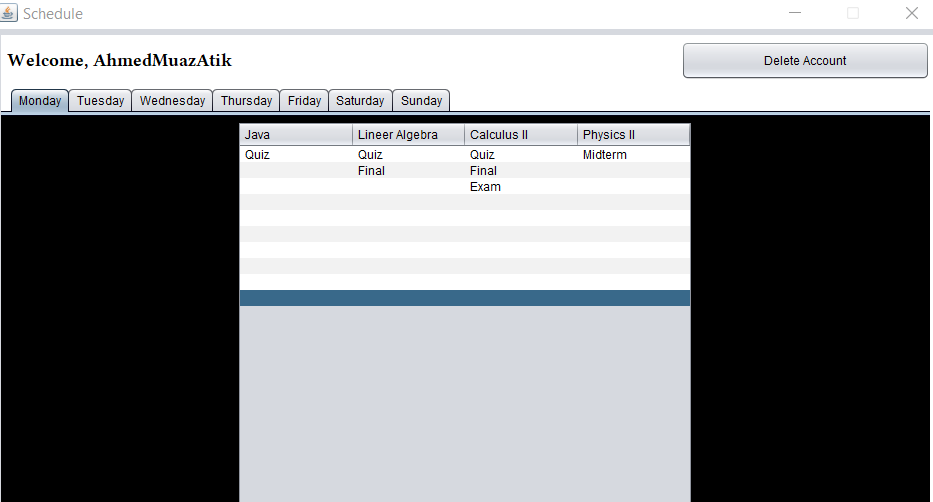 Schedule
Welcome, AhmedMuazAtik
Delete Account
Monday Tuesday Wednesday Thursday Friday Saturday Sunday
Java Lineer Algebra Calculus II Physics II
Quiz Quiz Quiz Midterm
Final Final
Exam